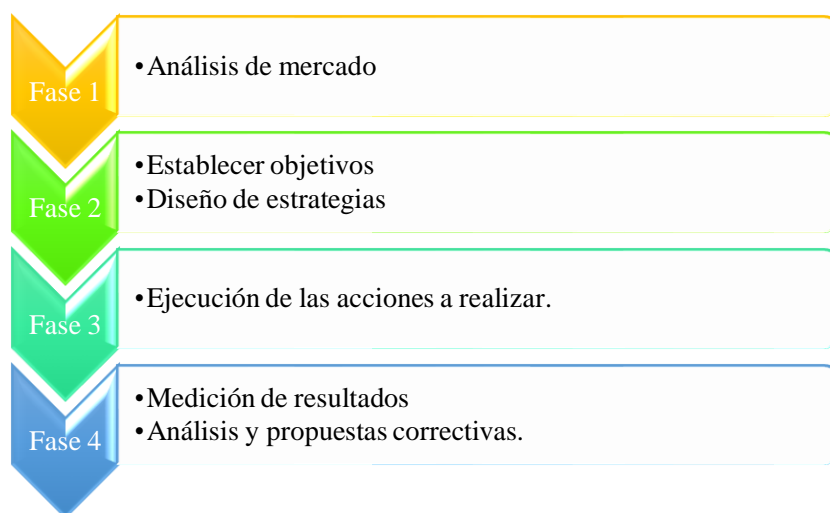 Fase 1
•Análisis de mercado
Fase 2
•Establecer objetivos
•Diseño de estrategias
Fase 3
•Ejecución de las acciones a realizar.
Fase 4
•Medición de resultados
•Análisis y propuestas correctivas.